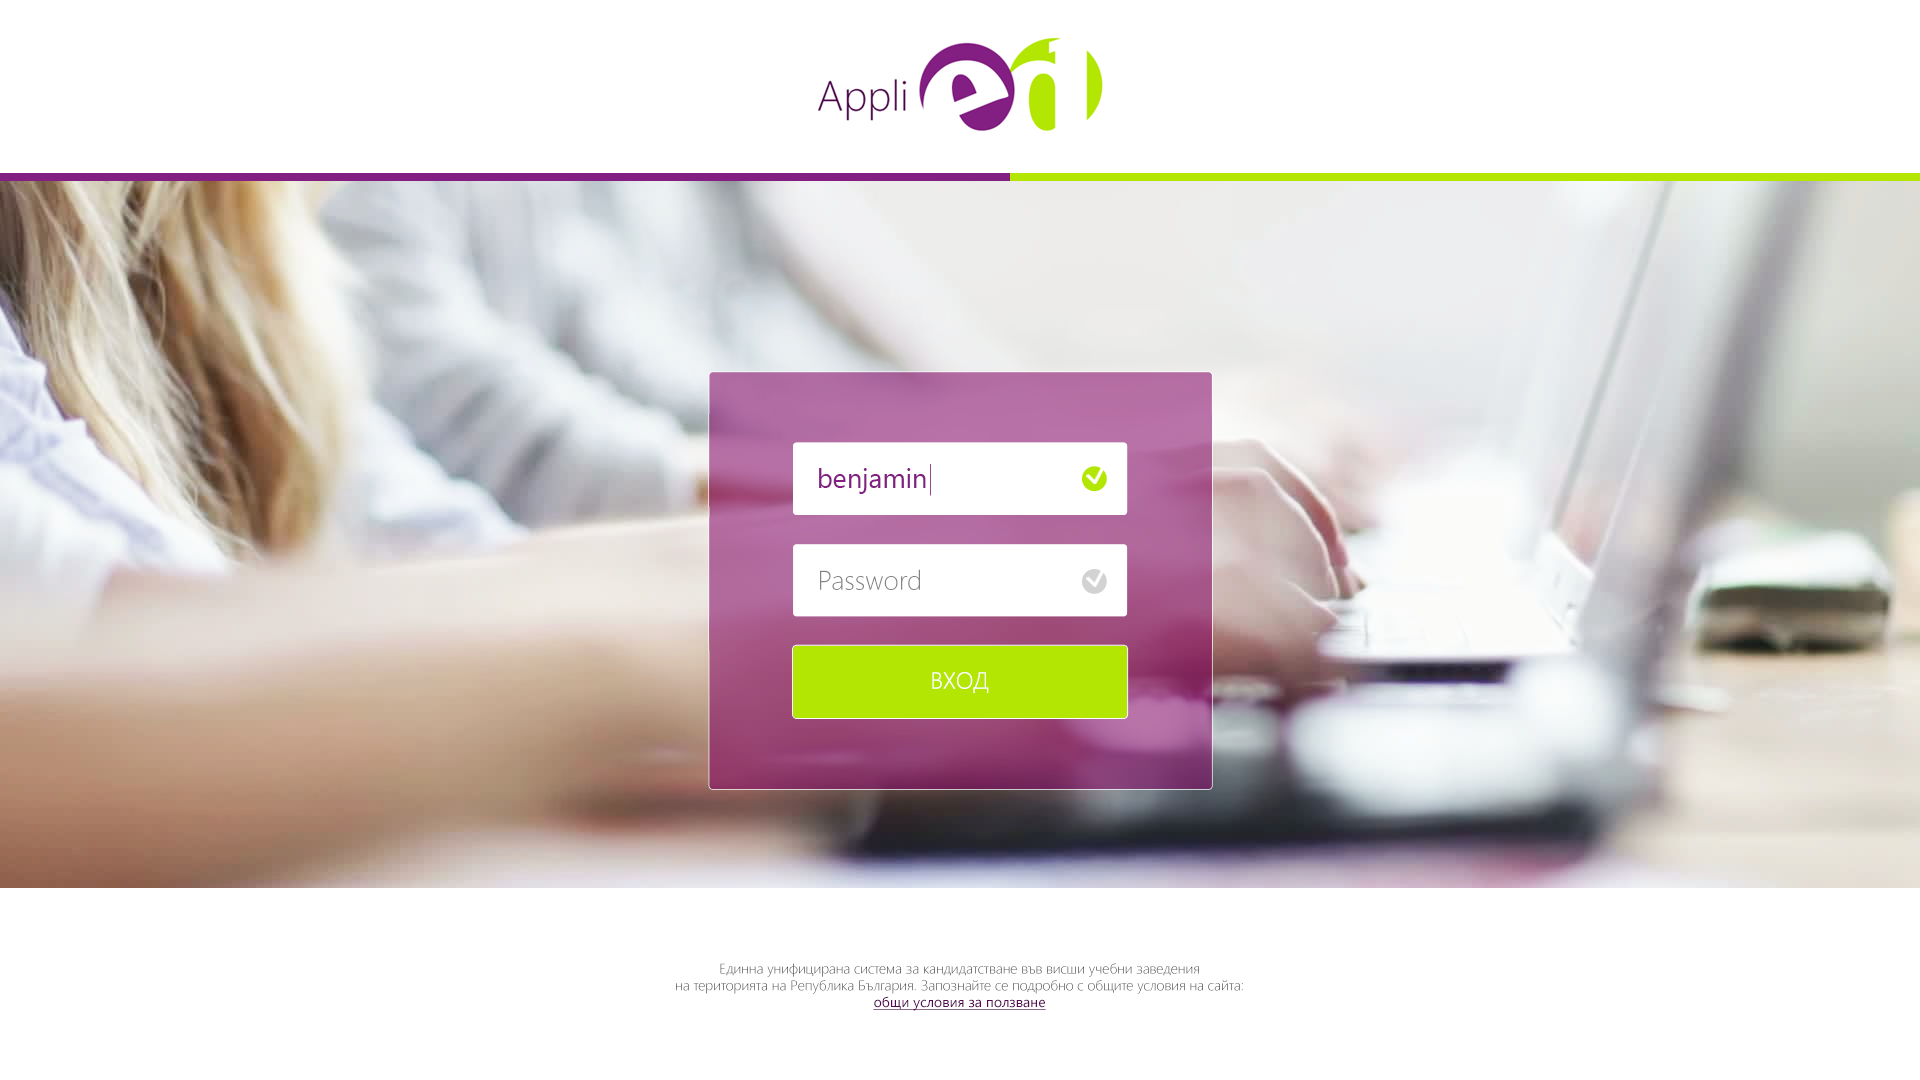 Appli en1
benjamin
Password
ВХОД
Единна унифицирана система за кандидатстване във висши учебни заведения
на територията на Република България. Запознайте се подробно с общите условия на сайта:
общи условия за ползване